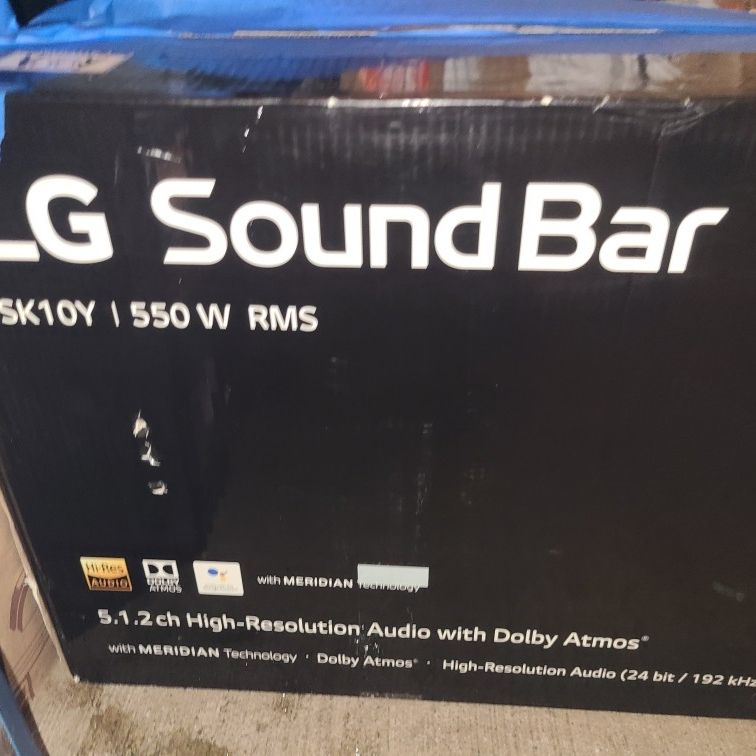 LG Sound Bar
SK10Y | 550 W RMS
Hi-Res
AUDIO
DOLBY
ATMOS
with MERIDIAN Technology
5.1.2 ch High-Resolution Audio with Dolby Atmos®
with MERIDIAN Technology · Dolby Atmos® · High-Resolution Audio (24 bit / 192 kHz